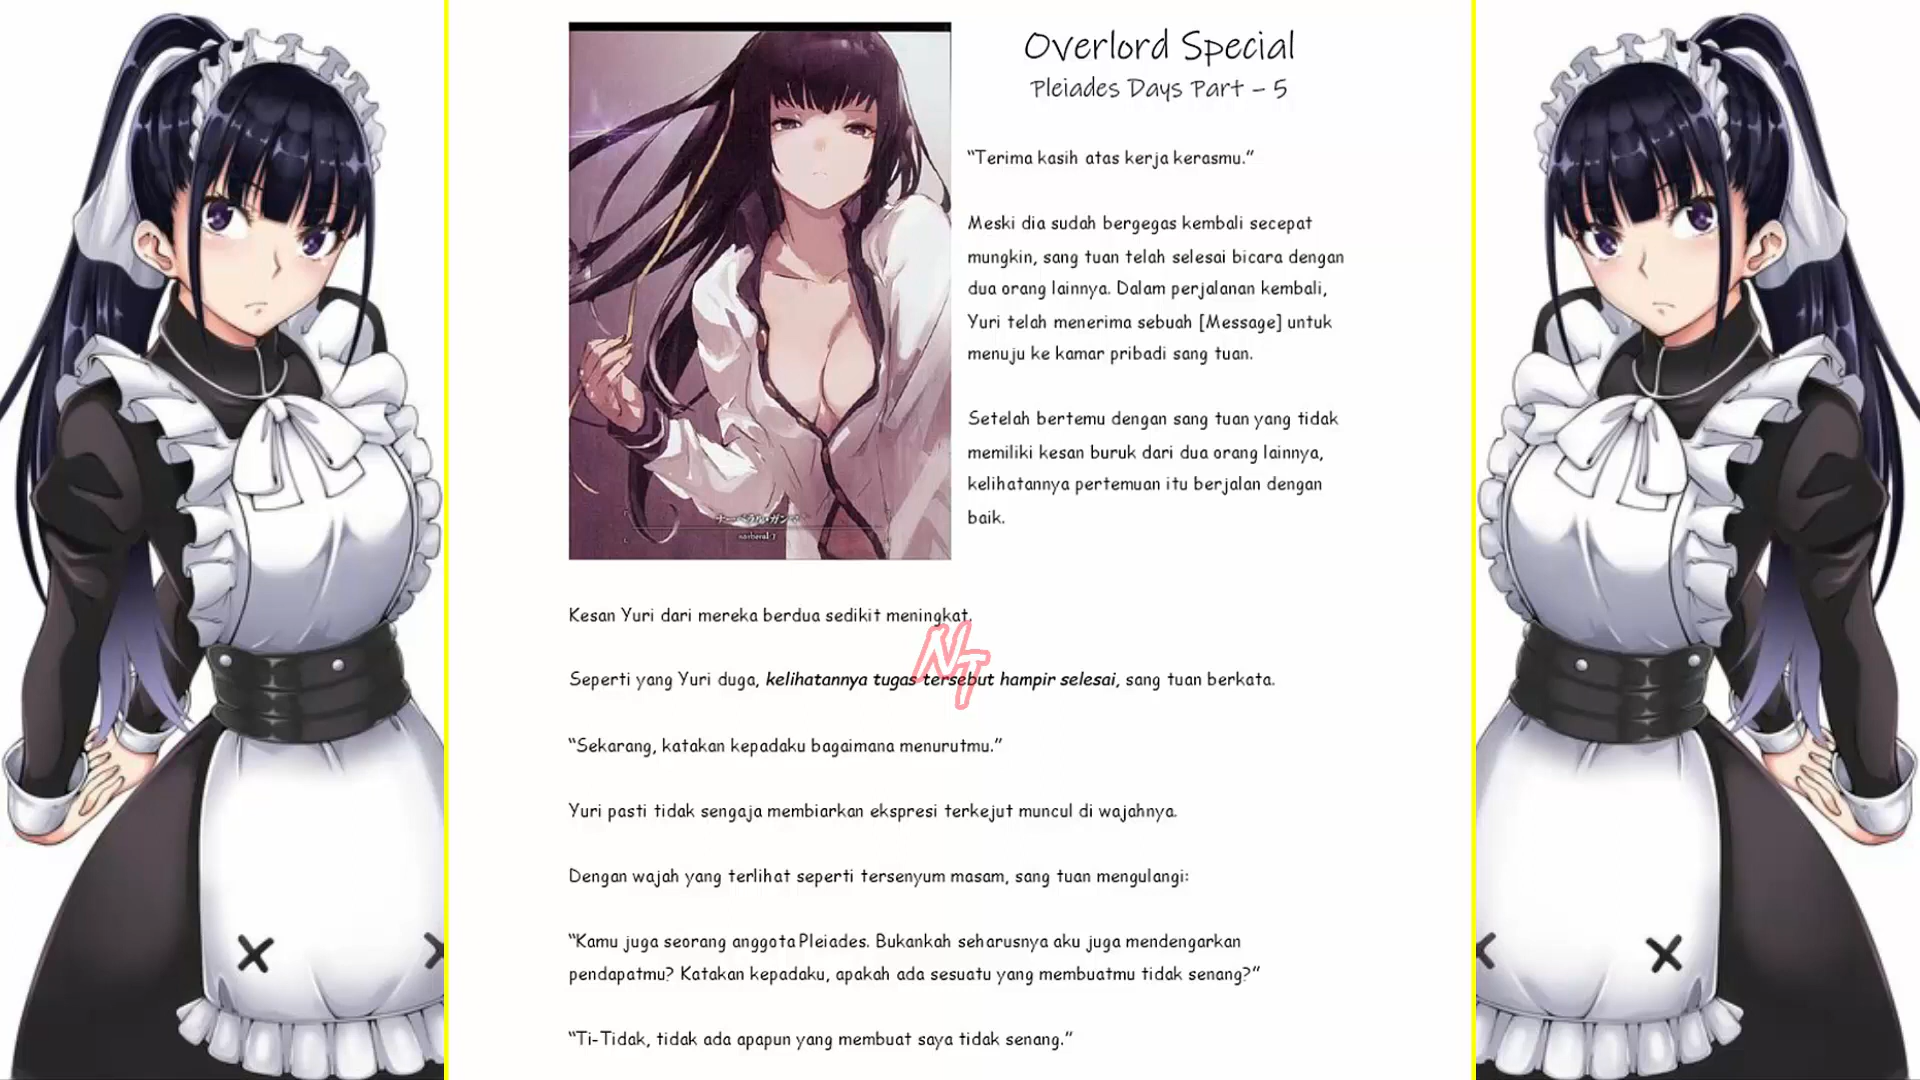 Overlord Special
Pleiades Days Part – 5
“Terima kasih atas kerja kerasmu.”
Meski dia sudah bergegas kembali secepat
mungkin, sang tuan telah selesai bicara dengan
dua orang lainnya. Dalam perjalanan kembali,
Yuri telah menerima sebuah [Message] untuk
menuju ke kamar pribadi sang tuan.
Setelah bertemu dengan sang tuan yang tidak
memiliki kesan buruk dari dua orang lainnya,
kelihatannya pertemuan itu berjalan dengan
baik.
Kesan Yuri dari mereka berdua sedikit meningkat.
NT
Seperti yang Yuri duga, kelihatannya tugas tersebut hampir selesai, sang tuan berkata.
“Sekarang, katakan kepadaku bagaimana menurutmu.”
Yuri pasti tidak sengaja membiarkan ekspresi terkejut muncul di wajahnya.
Dengan wajah yang terlihat seperti tersenyum masam, sang tuan mengulangi:
“Kamu juga seorang anggota Pleiades. Bukankah seharusnya aku juga mendengarkan
pendapatmu? Katakan kepadaku, apakah ada sesuatu yang membuatmu tidak senang?”
“Ti-Tidak, tidak ada apapun yang membuat saya tidak senang.”